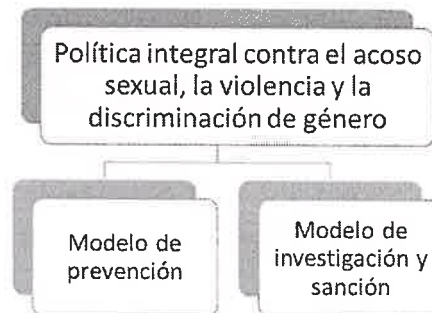 Política integral contra el acoso
sexual, la violencia y la
discriminación de género
Modelo de
prevención
Modelo de
investigación y
sanción